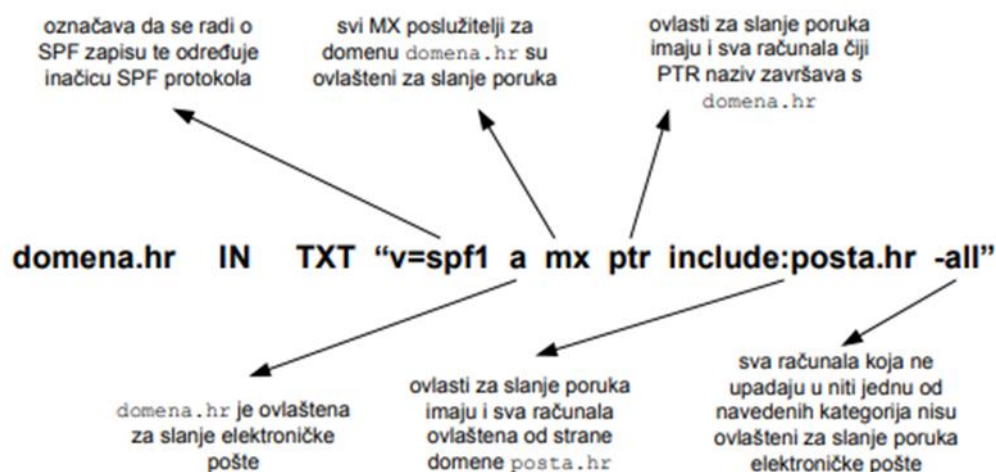 označava da se radi o
SPF zapisu te određuje
inačicu SPF protokola
svi MX poslužitelji za
domenu domena.hr su
ovlašteni za slanje poruka
ovlasti za slanje poruka
imaju i sva računala čiji
PTR naziv završava s
domena.hr
domena.hr IN TXT “v=spf1 a mx ptr include:posta.hr -all”
domena.hr je ovlaštena
za slanje elektroničke
pošte
ovlasti za slanje poruka
imaju i sva računala
ovlaštena od strane
domene posta.hr
sva računala koja ne
upadaju u niti jednu od
navedenih kategorija nisu
ovlašteni za slanje poruka
elektroničke pošte